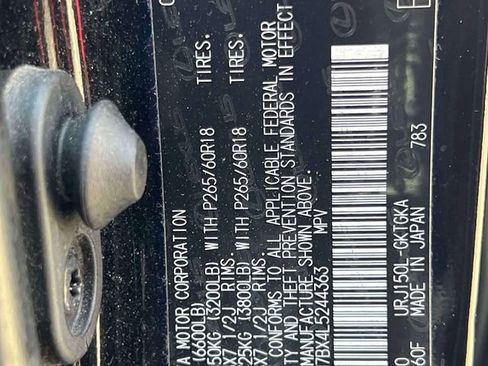 A MOTOR CORPORATION
(6600LB)
50KG (3200LB) WITH P265/60R18 TIRES.
X7 1/2J RIMS.
25KG (3800LB) WITH P265/60R18 TIRES.
X7 1/2J RIMS.
CONFORMS TO ALL APPLICABLE FEDERAL MOTOR
Y AND THEFT PREVENTION STANDARDS IN EFFECT
MANUFACTURE SHOWN ABOVE.
7BX4L5244363 MPV
URJ150L-GKTGKA 783
60F MADE IN JAPAN